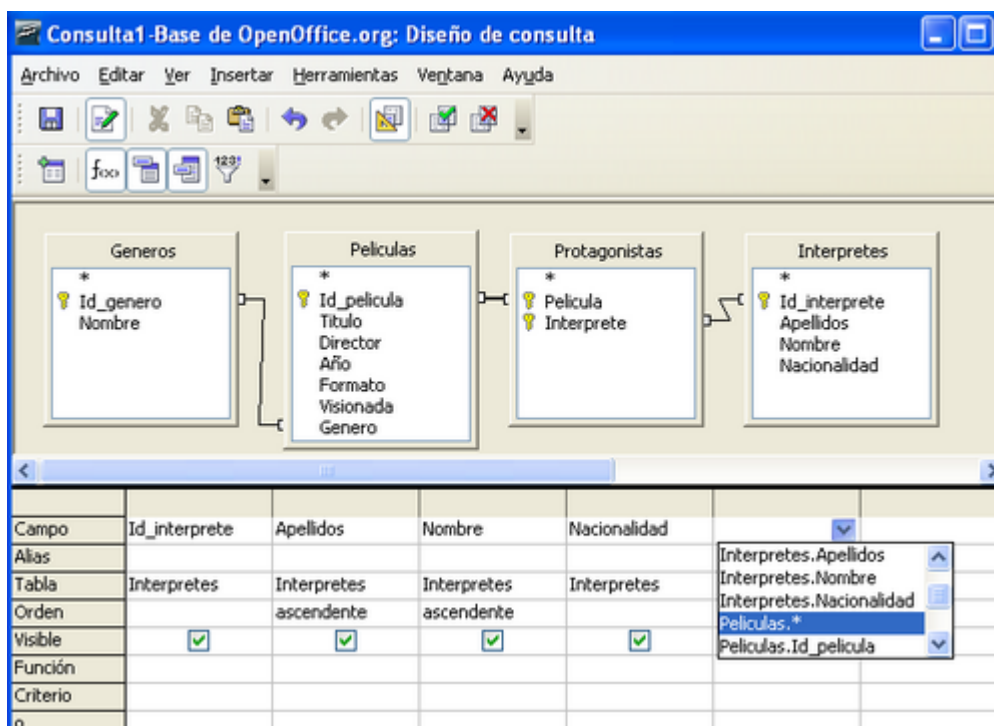 Consulta1-Base de OpenOffice.org: Diseño de consulta
Archivo Editar Ver Insertar Herramientas Ventana Ayuda
f(x) 123!
Generos
*
Id_genero
Nombre
Peliculas
*
Id_pelicula
Titulo
Director
Año
Formato
Visionada
Genero
Protagonistas
*
Pelicula
Interprete
Interpretes
*
Id_interprete
Apellidos
Nombre
Nacionalidad
Campo Id_interprete Apellidos Nombre Nacionalidad
Alias
Tabla Interpretes Interpretes Interpretes Interpretes
Orden ascendente ascendente
Visible
Función
Criterio
o
Interpretes.Apellidos
Interpretes.Nombre
Interpretes.Nacionalidad
Peliculas.*
Peliculas.Id_pelicula